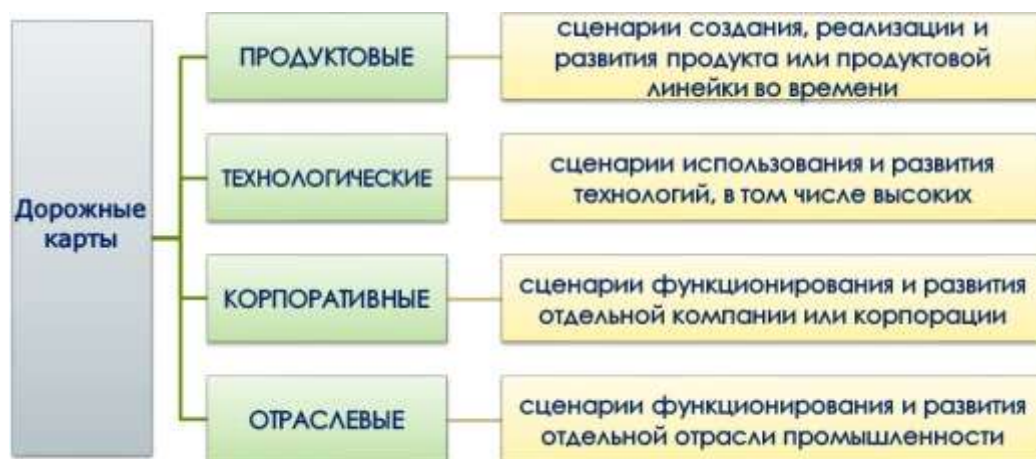 Дорожные
карты
ПРОДУКТОВЫЕ
сценарии создания, реализации и
развития продукта или продуктовой
линейки во времени
ТЕХНОЛОГИЧЕСКИЕ
сценарии использования и развития
технологий, в том числе высоких
КОРПОРАТИВНЫЕ
сценарии функционирования и развития
отдельной компании или корпорации
ОТРАСЛЕВЫЕ
сценарии функционирования и развития
отдельной отрасли промышленности